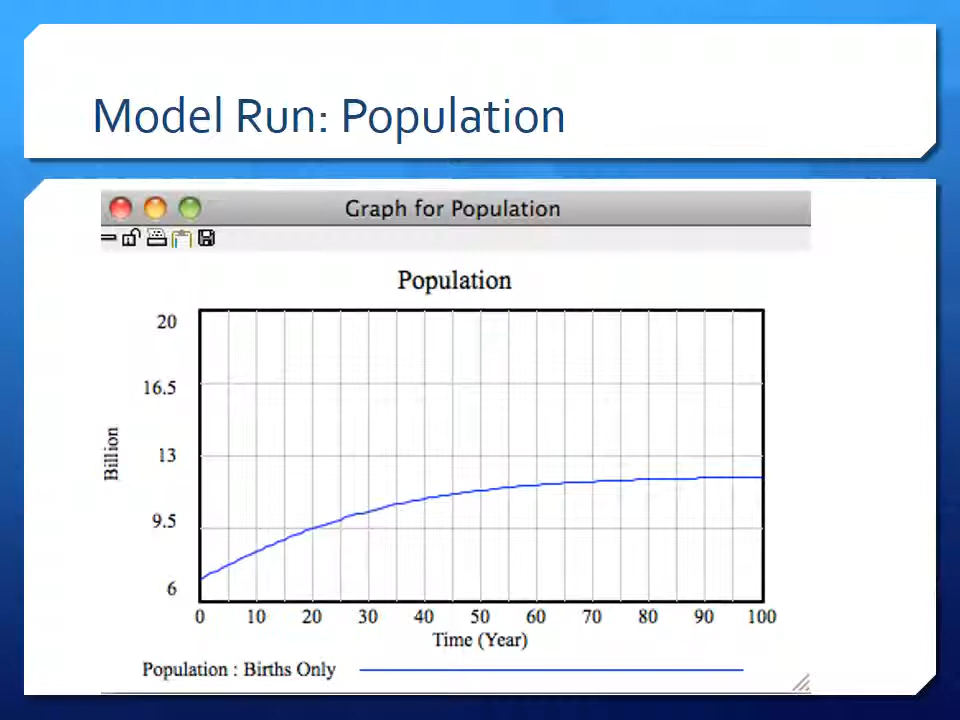 Model Run: Population
Graph for Population
Population
20
16.5
13
9.5
6
Billion
0 10 20 30 40 50 60 70 80 90 100
Time (Year)
Population : Births Only